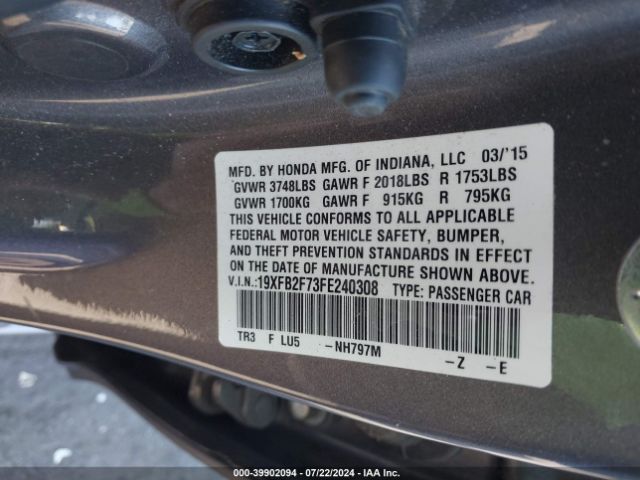 MFD. BY HONDA MFG. OF INDIANA, LLC 03/'15
GVWR 3748LBS GAWR F 2018LBS R 1753LBS
GVWR 1700KG GAWR F 915KG R 795KG
THIS VEHICLE CONFORMS TO ALL APPLICABLE
FEDERAL MOTOR VEHICLE SAFETY, BUMPER,
AND THEFT PREVENTION STANDARDS IN EFFECT
ON THE DATE OF MANUFACTURE SHOWN ABOVE.
V.I.N.:19XFB2F73FE240308 TYPE: PASSENGER CAR
TR3 F LU5 -NH797M -Z -E
000-39902094 / 07/22/2024 / IAA Inc.